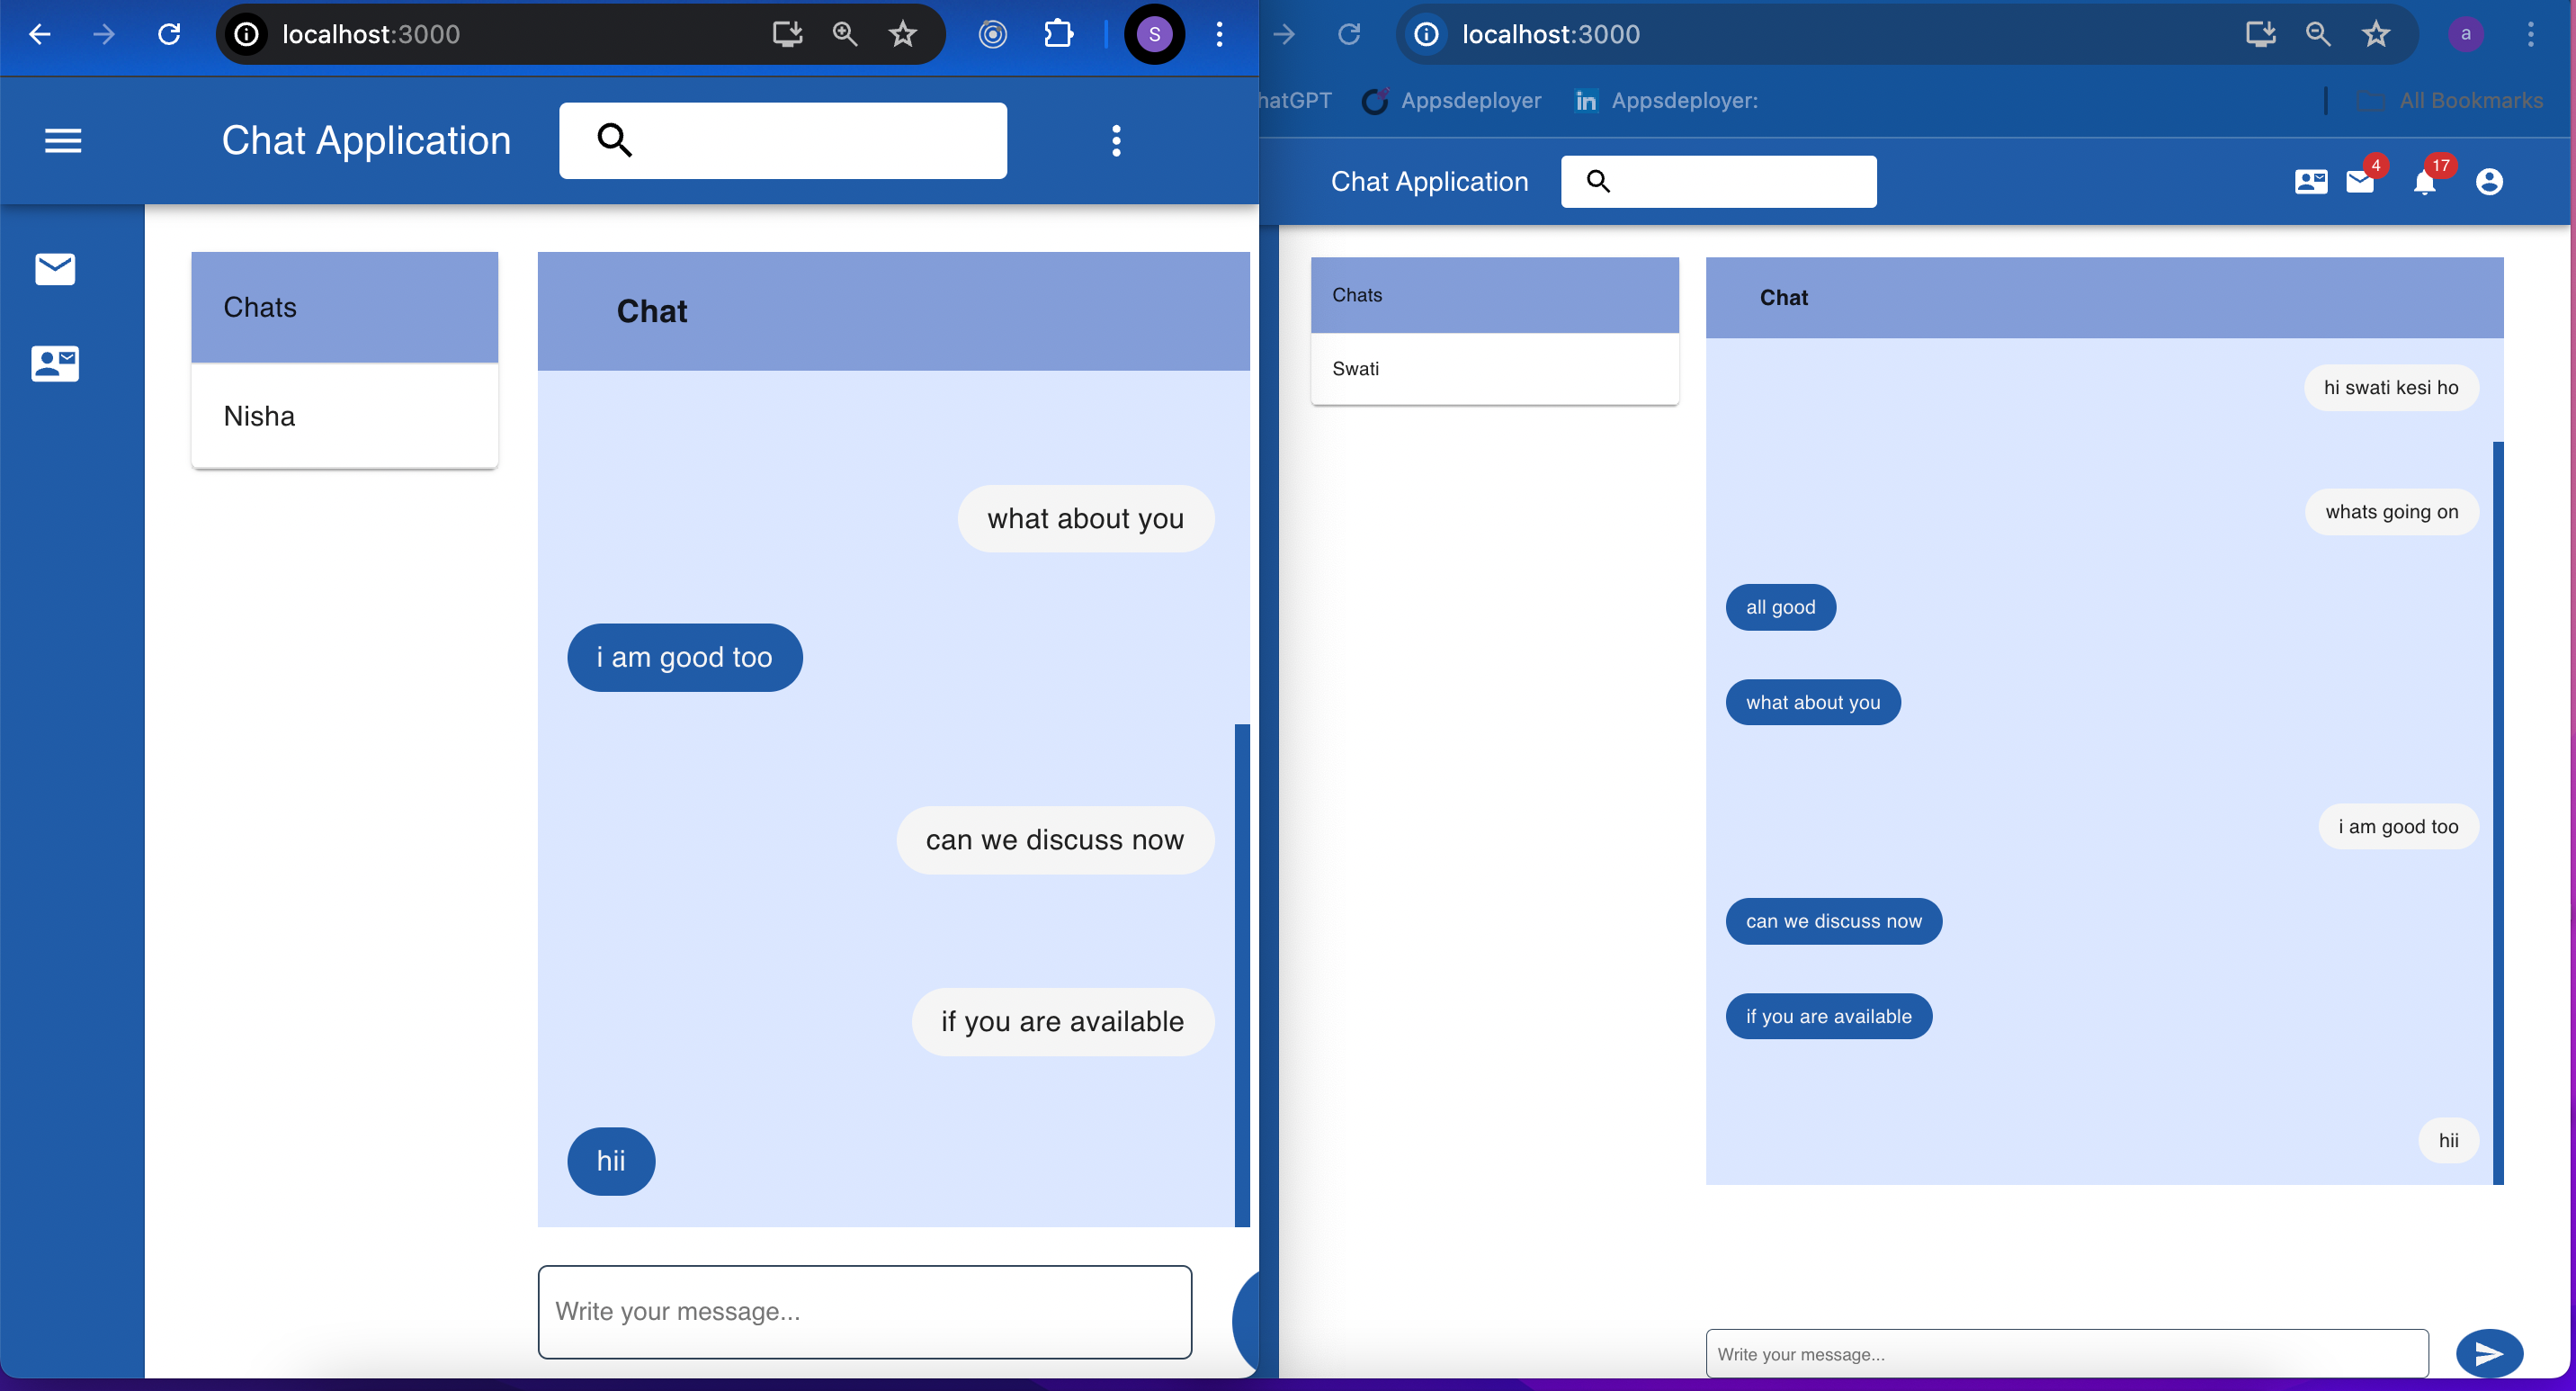 localhost:3000
S
Chat Application
Chats
Nisha
Chat
what about you
i am good too
can we discuss now
if you are available
hii
Write your message...
localhost:3000
a
hatGPT
Appsdeployer
in
Appsdeployer:
All Bookmarks
Chat Application
4
17
Chats
Swati
Chat
hi swati kesi ho
whats going on
all good
what about you
i am good too
can we discuss now
if you are available
hii
Write your message...